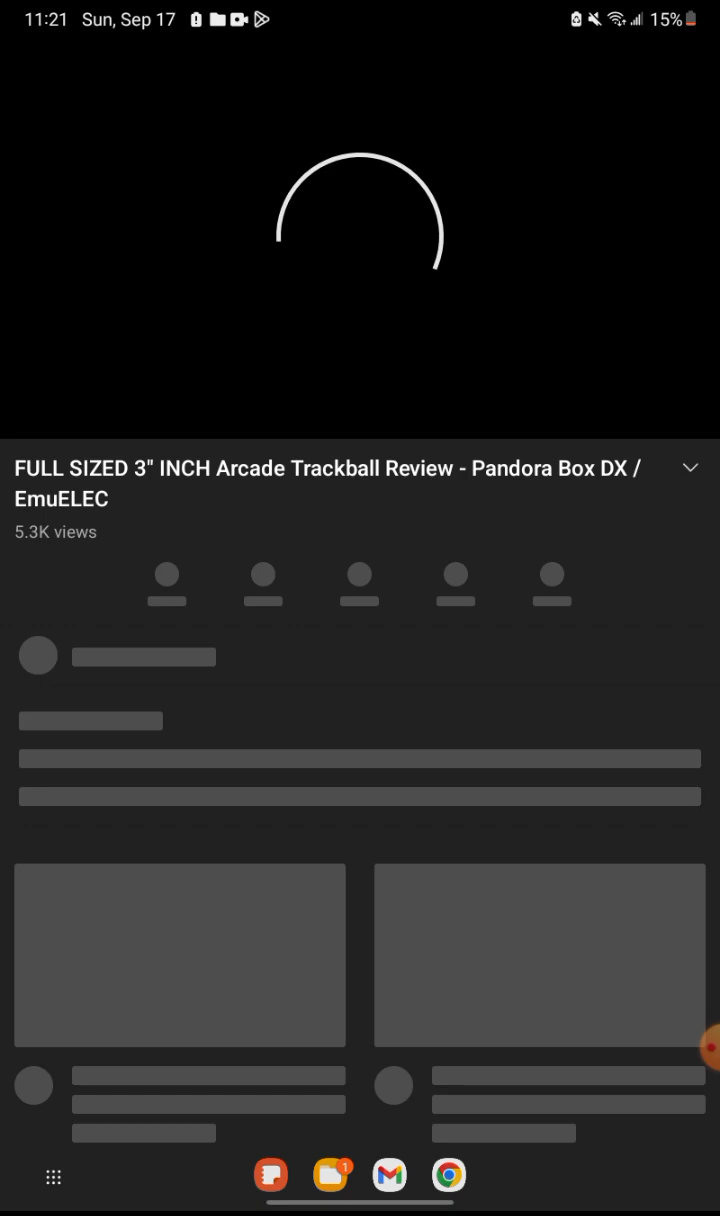 11:21 Sun, Sep 17
15%
FULL SIZED 3" INCH Arcade Trackball Review - Pandora Box DX /
EmuELEC
5.3K views
1